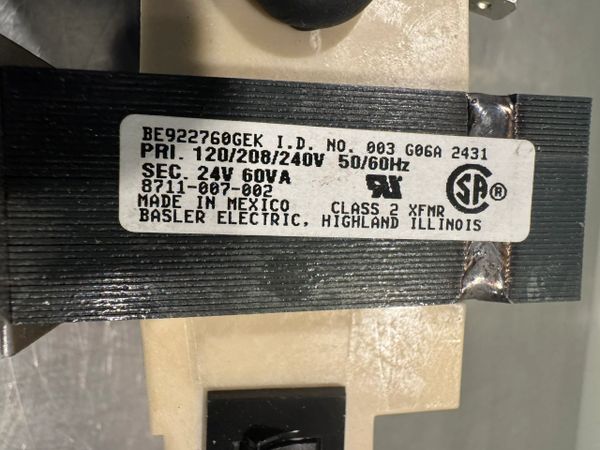 BE922760GEK I.D. NO. 003 G06A 2431
PRI. 120/208/240V 50/60Hz
SEC. 24V 60VA
8711-007-002
MADE IN MEXICO CLASS 2 XFMR
BASLER ELECTRIC, HIGHLAND ILLINOIS